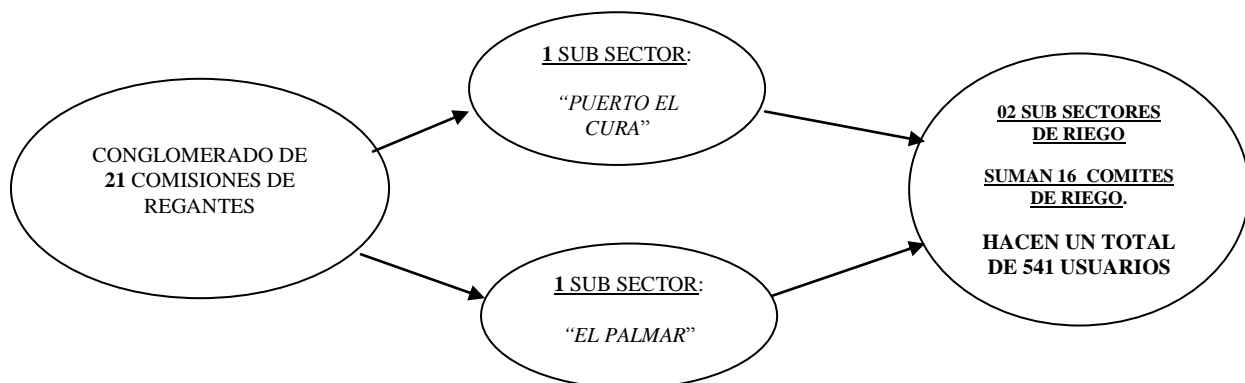 CONGLOMERADO DE
21 COMISIONES DE
REGANTES
1 SUB SECTOR:
“PUERTO EL
CURA”
1 SUB SECTOR:
“EL PALMAR”
02 SUB SECTORES
DE RIEGO
SUMAN 16 COMITES
DE RIEGO.
HACEN UN TOTAL
DE 541 USUARIOS